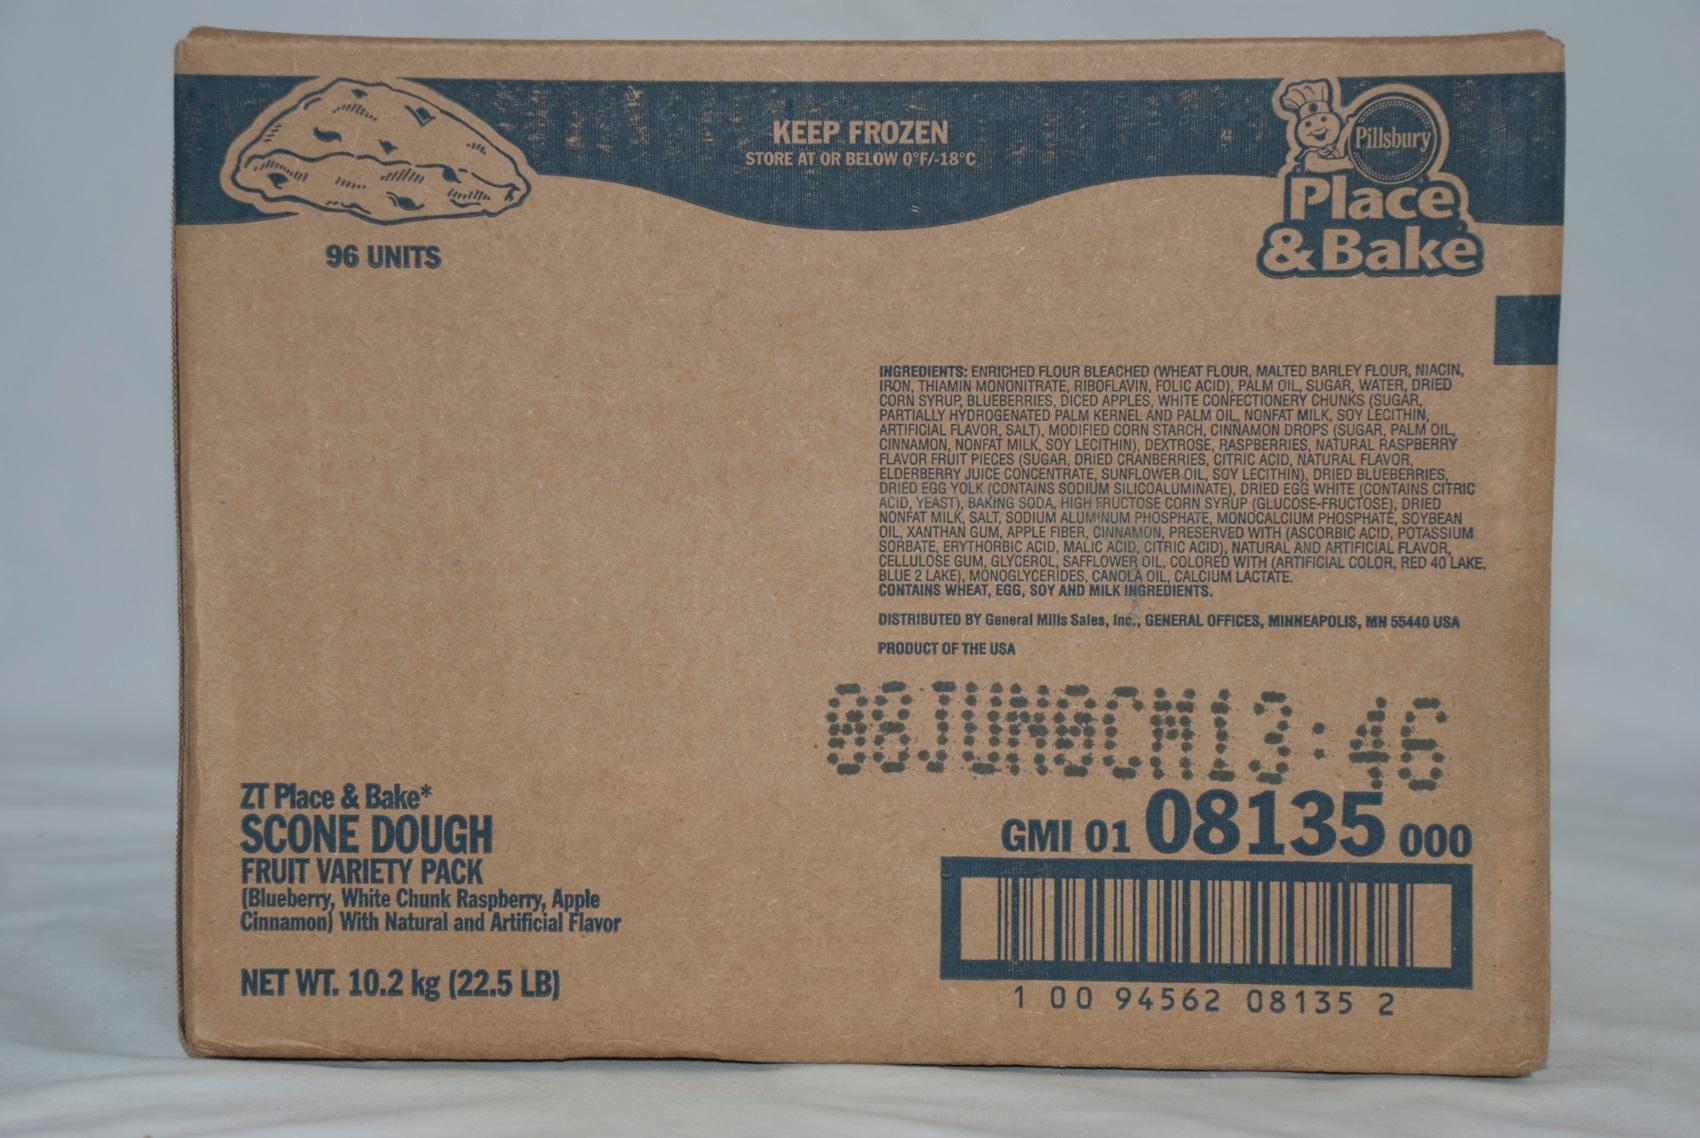 KEEP FROZEN
STORE AT OR BELOW 0°F/-18°C
Pillsbury
Place
& Bake
96 UNITS
INGREDIENTS: ENRICHED FLOUR BLEACHED (WHEAT FLOUR, MALTED BARLEY FLOUR, NIACIN,
IRON, THIAMIN MONONITRATE, RIBOFLAVIN, FOLIC ACID), PALM OIL, SUGAR, WATER, DRIED
CORN SYRUP, BLUEBERRIES, DICED APPLES, WHITE CONFECTIONERY CHUNKS (SUGAR,
PARTIALLY HYDROGENATED PALM KERNEL AND PALM OIL, NONFAT MILK, SOY LECITHIN,
ARTIFICIAL FLAVOR, SALT), MODIFIED CORN STARCH, CINNAMON DROPS (SUGAR, PALM OIL,
CINNAMON, NONFAT MILK, SOY LECITHIN), DEXTROSE, RASPBERRIES, NATURAL RASPBERRY
FLAVOR FRUIT PIECES (SUGAR, DRIED CRANBERRIES, CITRIC ACID, NATURAL FLAVOR,
ELDERBERRY JUICE CONCENTRATE, SUNFLOWER OIL, SOY LECITHIN), DRIED BLUEBERRIES,
DRIED EGG YOLK (CONTAINS SODIUM SILICOALUMINATE), DRIED EGG WHITE (CONTAINS CITRIC
ACID, YEAST), BAKING SODA, HIGH FRUCTOSE CORN SYRUP (GLUCOSE-FRUCTOSE), DRIED
NONFAT MILK, SALT, SODIUM ALUMINUM PHOSPHATE, MONOCALCIUM PHOSPHATE, SOYBEAN
OIL, XANTHAN GUM, APPLE FIBER, CINNAMON, PRESERVED WITH (ASCORBIC ACID, POTASSIUM
SORBATE, ERYTHORBIC ACID, MALIC ACID, CITRIC ACID), NATURAL AND ARTIFICIAL FLAVOR,
CELLULOSE GUM, GLYCEROL, SAFFLOWER OIL, COLORED WITH (ARTIFICIAL COLOR, RED 40 LAKE,
BLUE 2 LAKE), MONOGLYCERIDES, CANOLA OIL, CALCIUM LACTATE.
CONTAINS WHEAT, EGG, SOY AND MILK INGREDIENTS.
DISTRIBUTED BY General Mills Sales, Inc., GENERAL OFFICES, MINNEAPOLIS, MN 55440 USA
PRODUCT OF THE USA
13:46
ZT Place & Bake*
SCONE DOUGH
FRUIT VARIETY PACK
(Blueberry, White Chunk Raspberry, Apple
Cinnamon) With Natural and Artificial Flavor
NET WT. 10.2 kg (22.5 LB)
GMI 01 08135 000
1 00 94562 08135 2